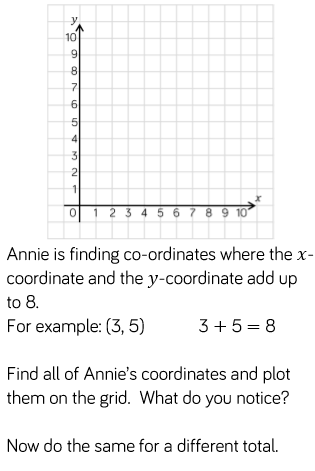 y
10
9
8
7
6
5
4
3
2
1
0 1 2 3 4 5 6 7 8 9 10 x
Annie is finding co-ordinates where the x-
coordinate and the y-coordinate add up
to 8.
For example: (3, 5) 3 + 5 = 8
Find all of Annie's coordinates and plot
them on the grid. What do you notice?
Now do the same for a different total.